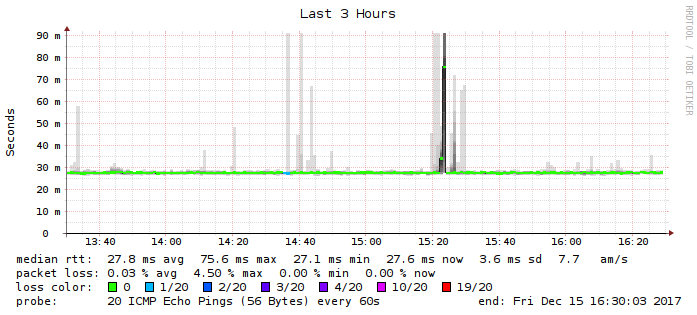 Last 3 Hours
RRDTOOL / TOBI OETIKER
Seconds
90 m
80 m
70 m
60 m
50 m
40 m
30 m
20 m
10 m
0
13:40 14:00 14:20 14:40 15:00 15:20 15:40 16:00 16:20
median rtt: 27.8 ms avg 75.6 ms max 27.1 ms min 27.6 ms now 3.6 ms sd 7.7 am/s
packet loss: 0.03 % avg 4.50 % max 0.00 % min 0.00 % now
loss color: 0 1/20 2/20 3/20 4/20 10/20 19/20
probe: 20 ICMP Echo Pings (56 Bytes) every 60s end: Fri Dec 15 16:30:03 2017